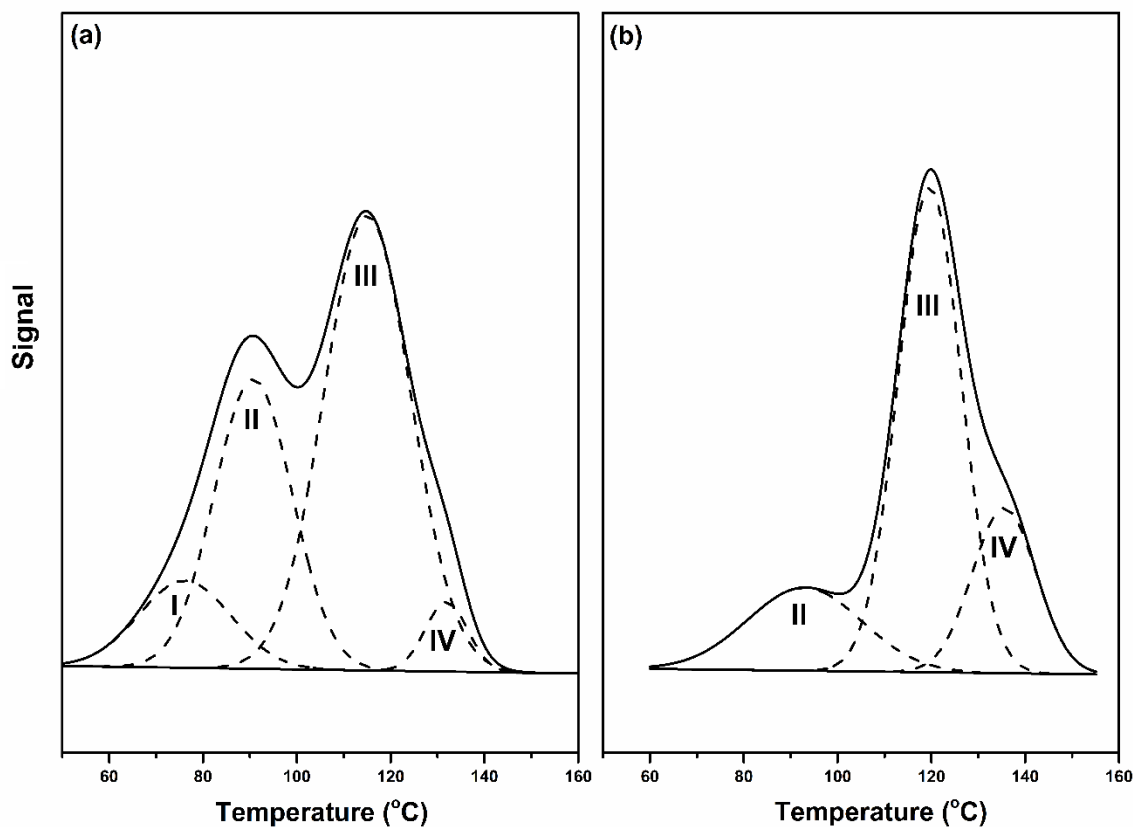 (a)
(b)
Signal
I
II
III
IV
II
III
IV
60 80 100 120 140 160
60 80 100 120 140 160
Temperature (°C)
Temperature (°C)